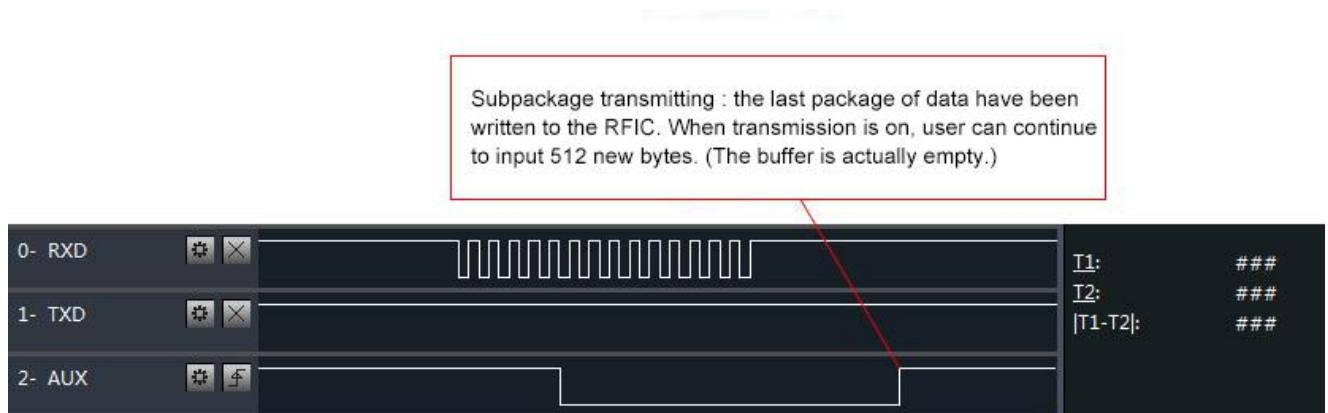 Subpackage transmitting : the last package of data have been
written to the RFIC. When transmission is on, user can continue
to input 512 new bytes. (The buffer is actually empty.)
0- RXD
T1: ###
T2: ###
1- TXD
|T1-T2|: ###
2- AUX